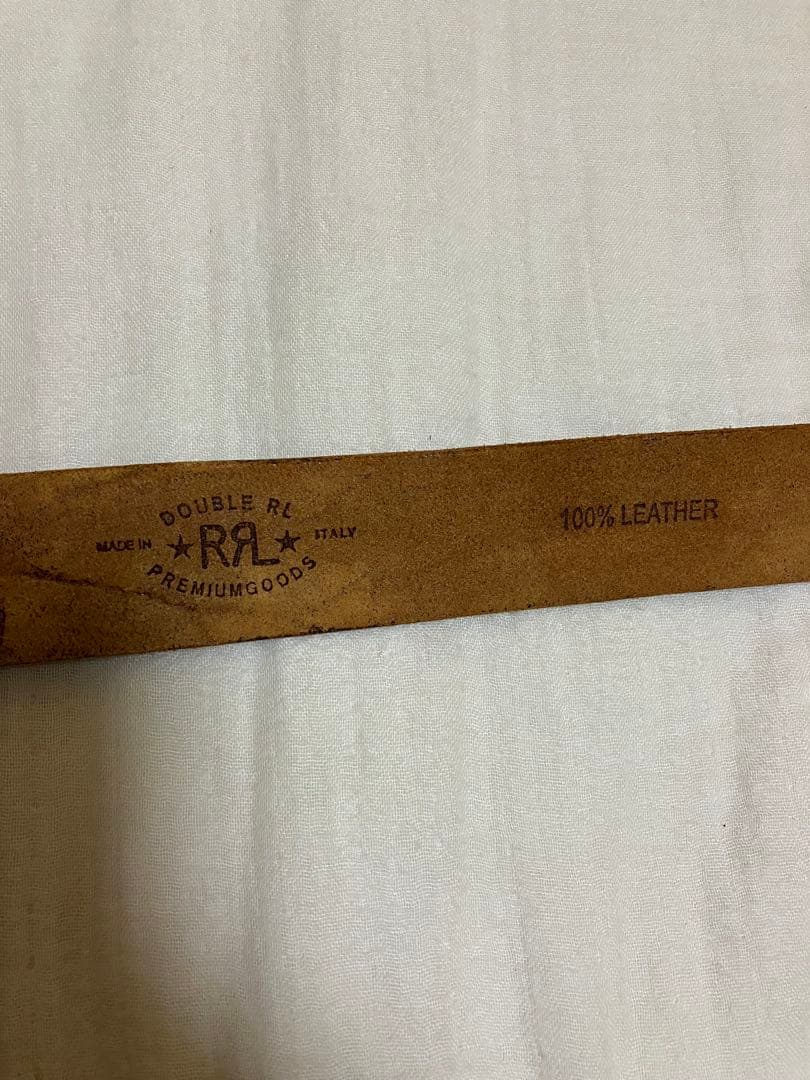 DOUBLE RL
MADE IN ★RRL★ ITALY
PREMIUMGOODS
100% LEATHER